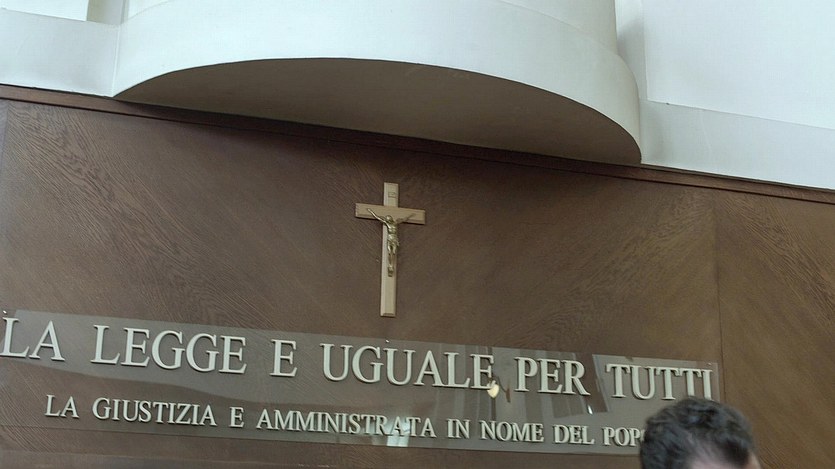 LA LEGGE E UGUALE PER TUTTI
LA GIUSTIZIA E AMMINISTRATA IN NOME DEL